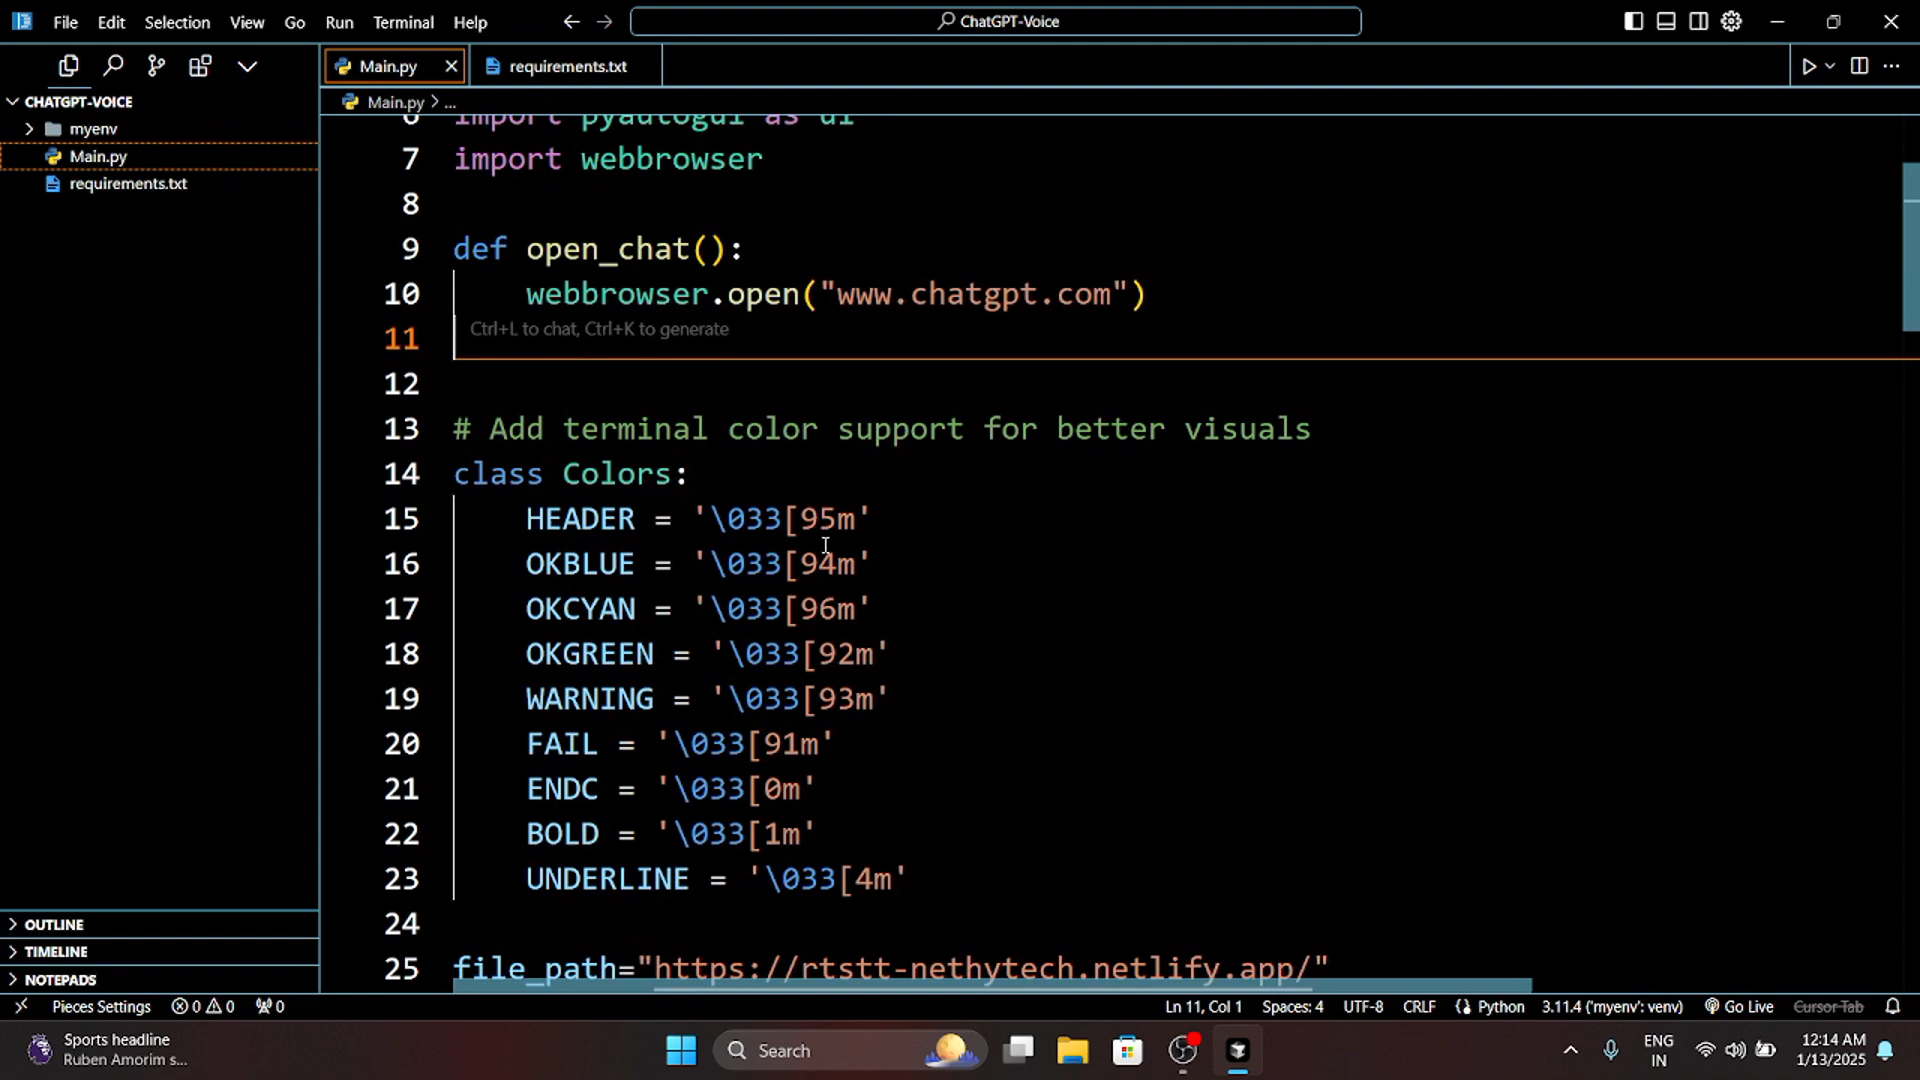 File Edit Selection View Go Run Terminal Help
ChatGPT-Voice
Main.py
requirements.txt
CHATGPT-VOICE
myenv
Main.py
requirements.txt
OUTLINE
TIMELINE
NOTEPADS
Main.py > ...
6 import pyautogui as ui
7 import webbrowser
8
9 def open_chat():
10 webbrowser.open("www.chatgpt.com")
11 Ctrl+L to chat, Ctrl+K to generate
12
13 # Add terminal color support for better visuals
14 class Colors:
15 HEADER = '\033[95m'
16 OKBLUE = '\033[94m'
17 OKCYAN = '\033[96m'
18 OKGREEN = '\033[92m'
19 WARNING = '\033[93m'
20 FAIL = '\033[91m'
21 ENDC = '\033[0m'
22 BOLD = '\033[1m'
23 UNDERLINE = '\033[4m'
24
25 file_path="https://rtstt-nethytech.netlify.app/"
Pieces Settings 0 0 0 Ln 11, Col 1 Spaces: 4 UTF-8 CRLF Python 3.11.4 ('myenv': venv) Go Live Cursor Tab
Sports headline
Ruben Amorim s...
Search
ENG
IN
12:14 AM
1/13/2025